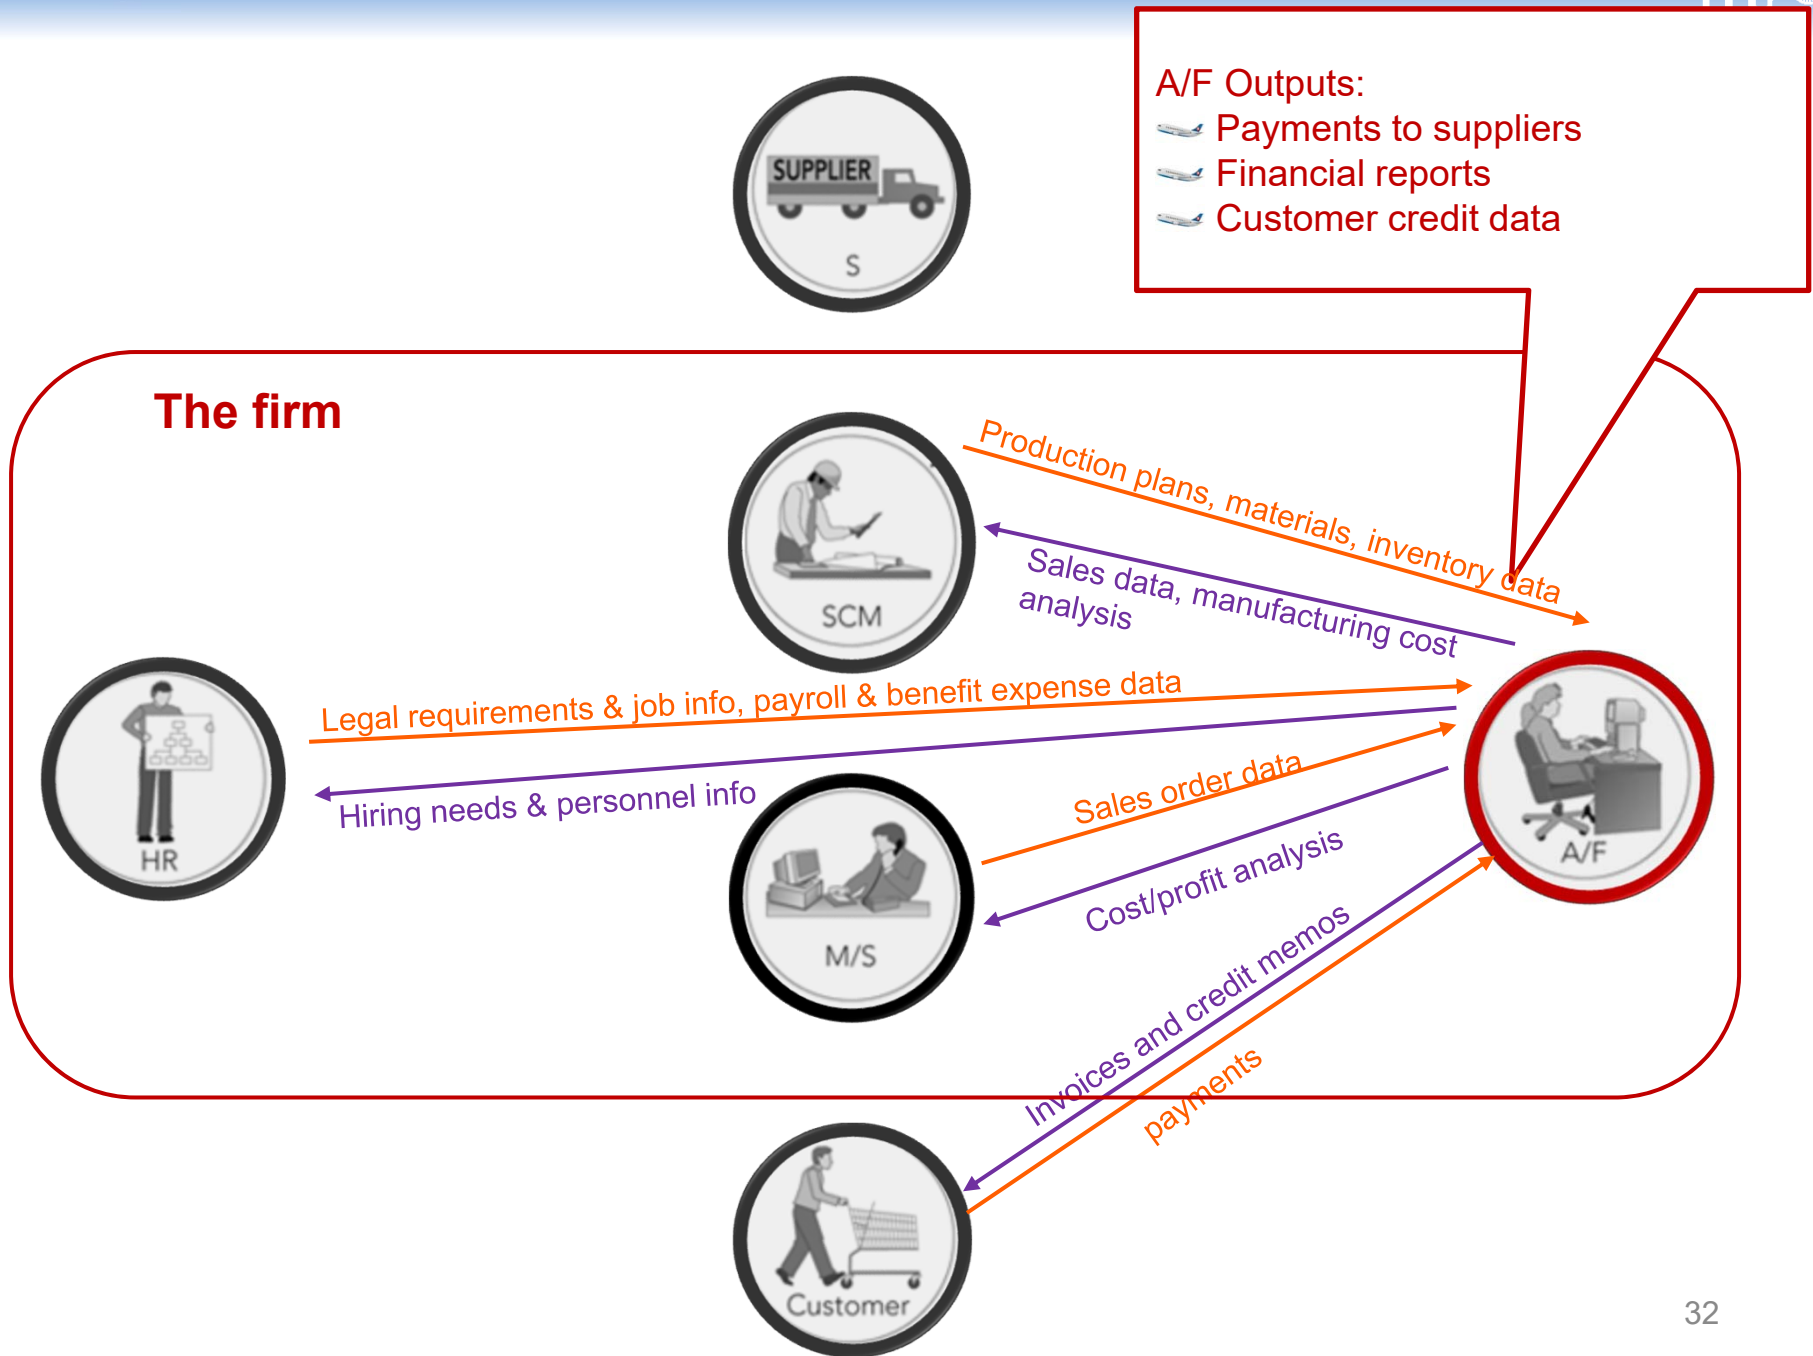 A/F Outputs:
Payments to suppliers
Financial reports
Customer credit data
SUPPLIER
S
The firm
Production plans, materials, inventory data
Sales data, manufacturing cost
analysis
SCM
Legal requirements & job info, payroll & benefit expense data
Hiring needs & personnel info
HR
Sales order data
A/F
Cost/profit analysis
M/S
Invoices and credit memos
payments
Customer
32